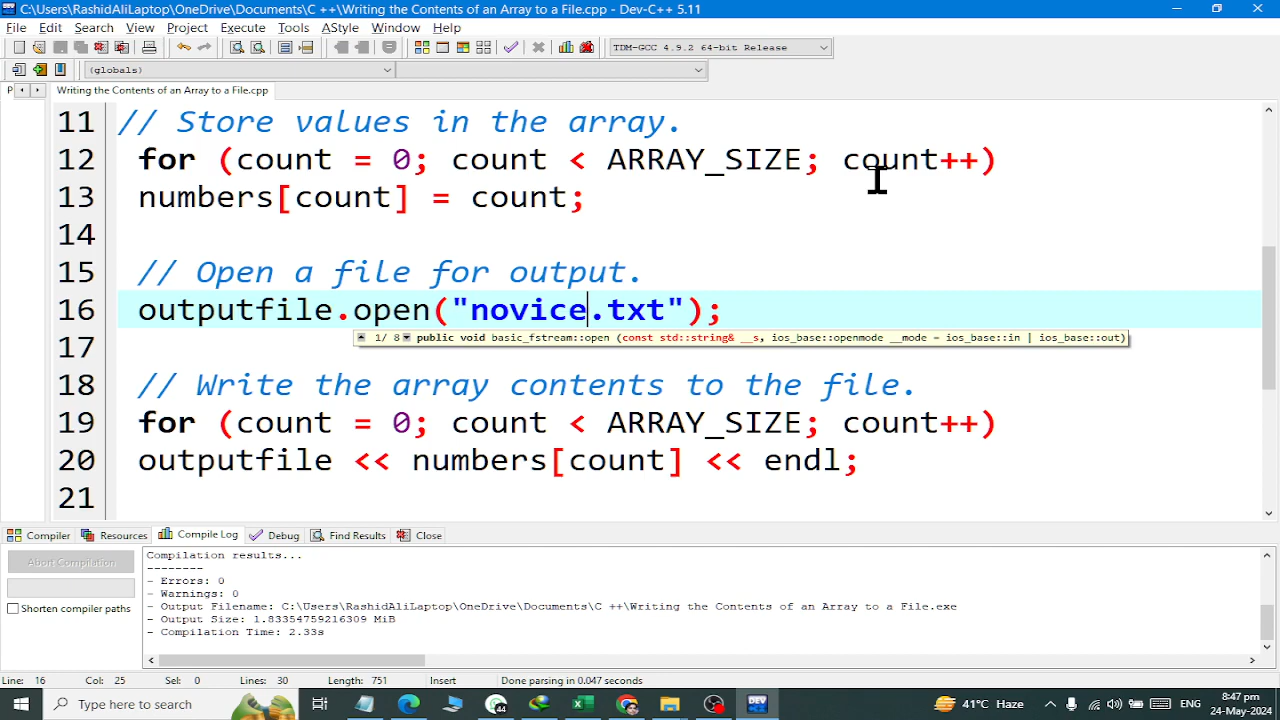 C:\Users\RashidAliLaptop\OneDrive\Documents\C ++\Writing the Contents of an Array to a File.cpp - Dev-C++ 5.11
File Edit Search View Project Execute Tools AStyle Window Help
TDM-GCC 4.9.2 64-bit Release
(globals)
P Writing the Contents of an Array to a File.cpp
11 // Store values in the array.
12 for (count = 0; count < ARRAY_SIZE; count++)
13 numbers[count] = count;
14
15 // Open a file for output.
16 outputfile.open("novice.txt");
1/ 8 public void basic_fstream::open (const std::string& __s, ios_base::openmode __mode = ios_base::in | ios_base::out)
17
18 // Write the array contents to the file.
19 for (count = 0; count < ARRAY_SIZE; count++)
20 outputfile << numbers[count] << endl;
21
Compiler Resources Compile Log Debug Find Results Close
Abort Compilation
Shorten compiler paths
Compilation results...
--------
- Errors: 0
- Warnings: 0
- Output Filename: C:\Users\RashidAliLaptop\OneDrive\Documents\C ++\Writing the Contents of an Array to a File.exe
- Output Size: 1.83354759216309 MiB
- Compilation Time: 2.33s
Line: 16 Col: 25 Sel: 0 Lines: 30 Length: 751 Insert Done parsing in 0.047 seconds
Type here to search 44 41°C Haze 8:47 pm
24-May-2024